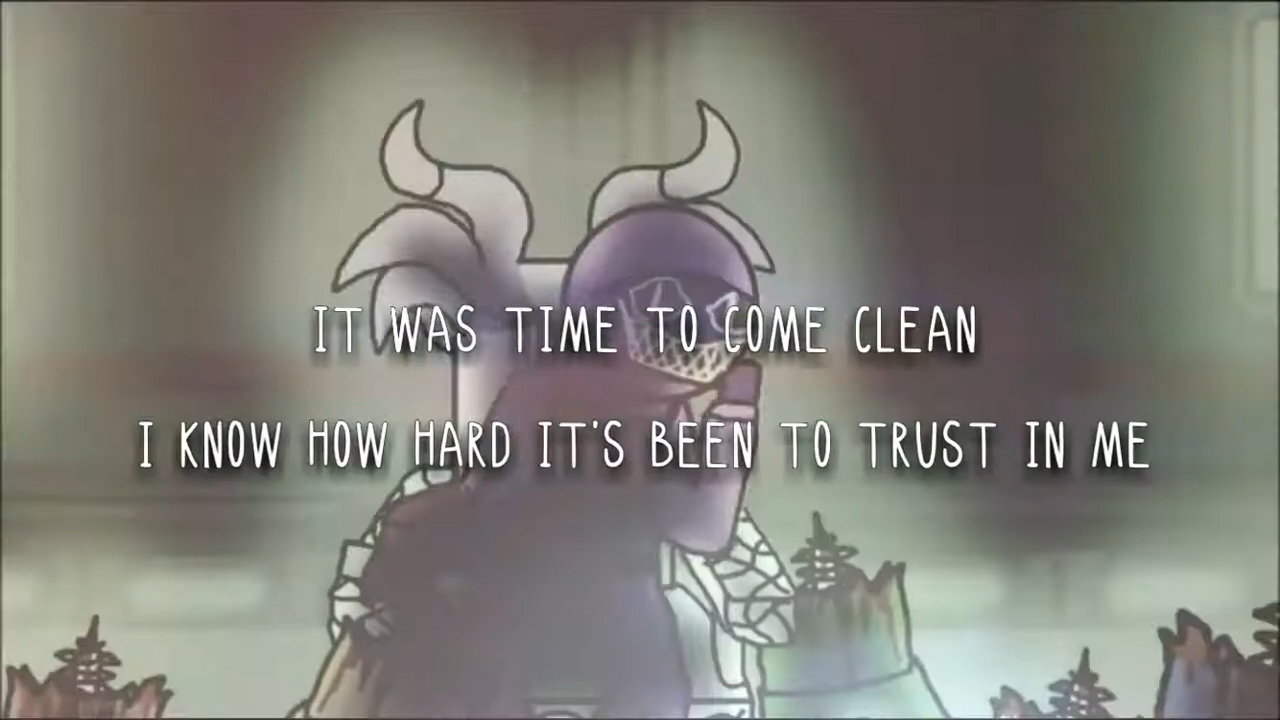 IT WAS TIME TO COME CLEAN
I KNOW HOW HARD IT'S BEEN TO TRUST IN ME